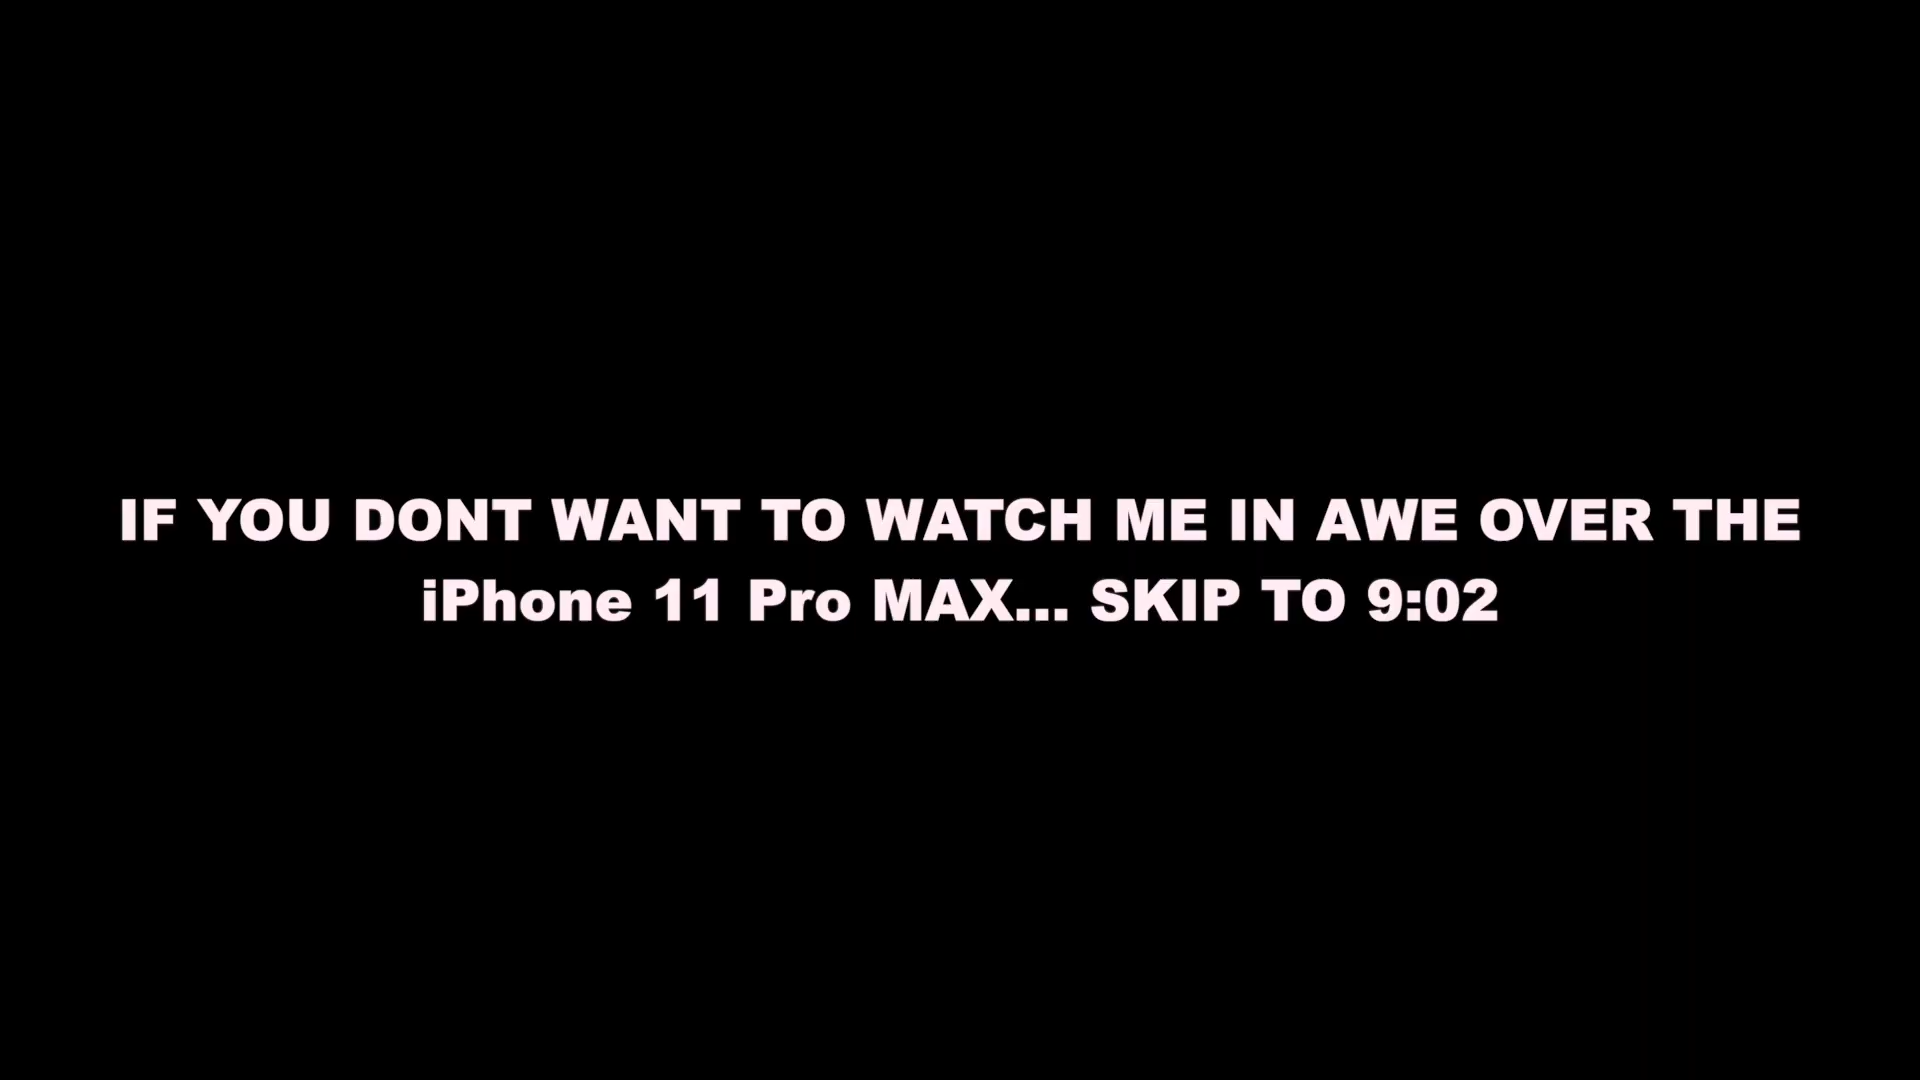 IF YOU DONT WANT TO WATCH ME IN AWE OVER THE
iPhone 11 Pro MAX... SKIP TO 9:02